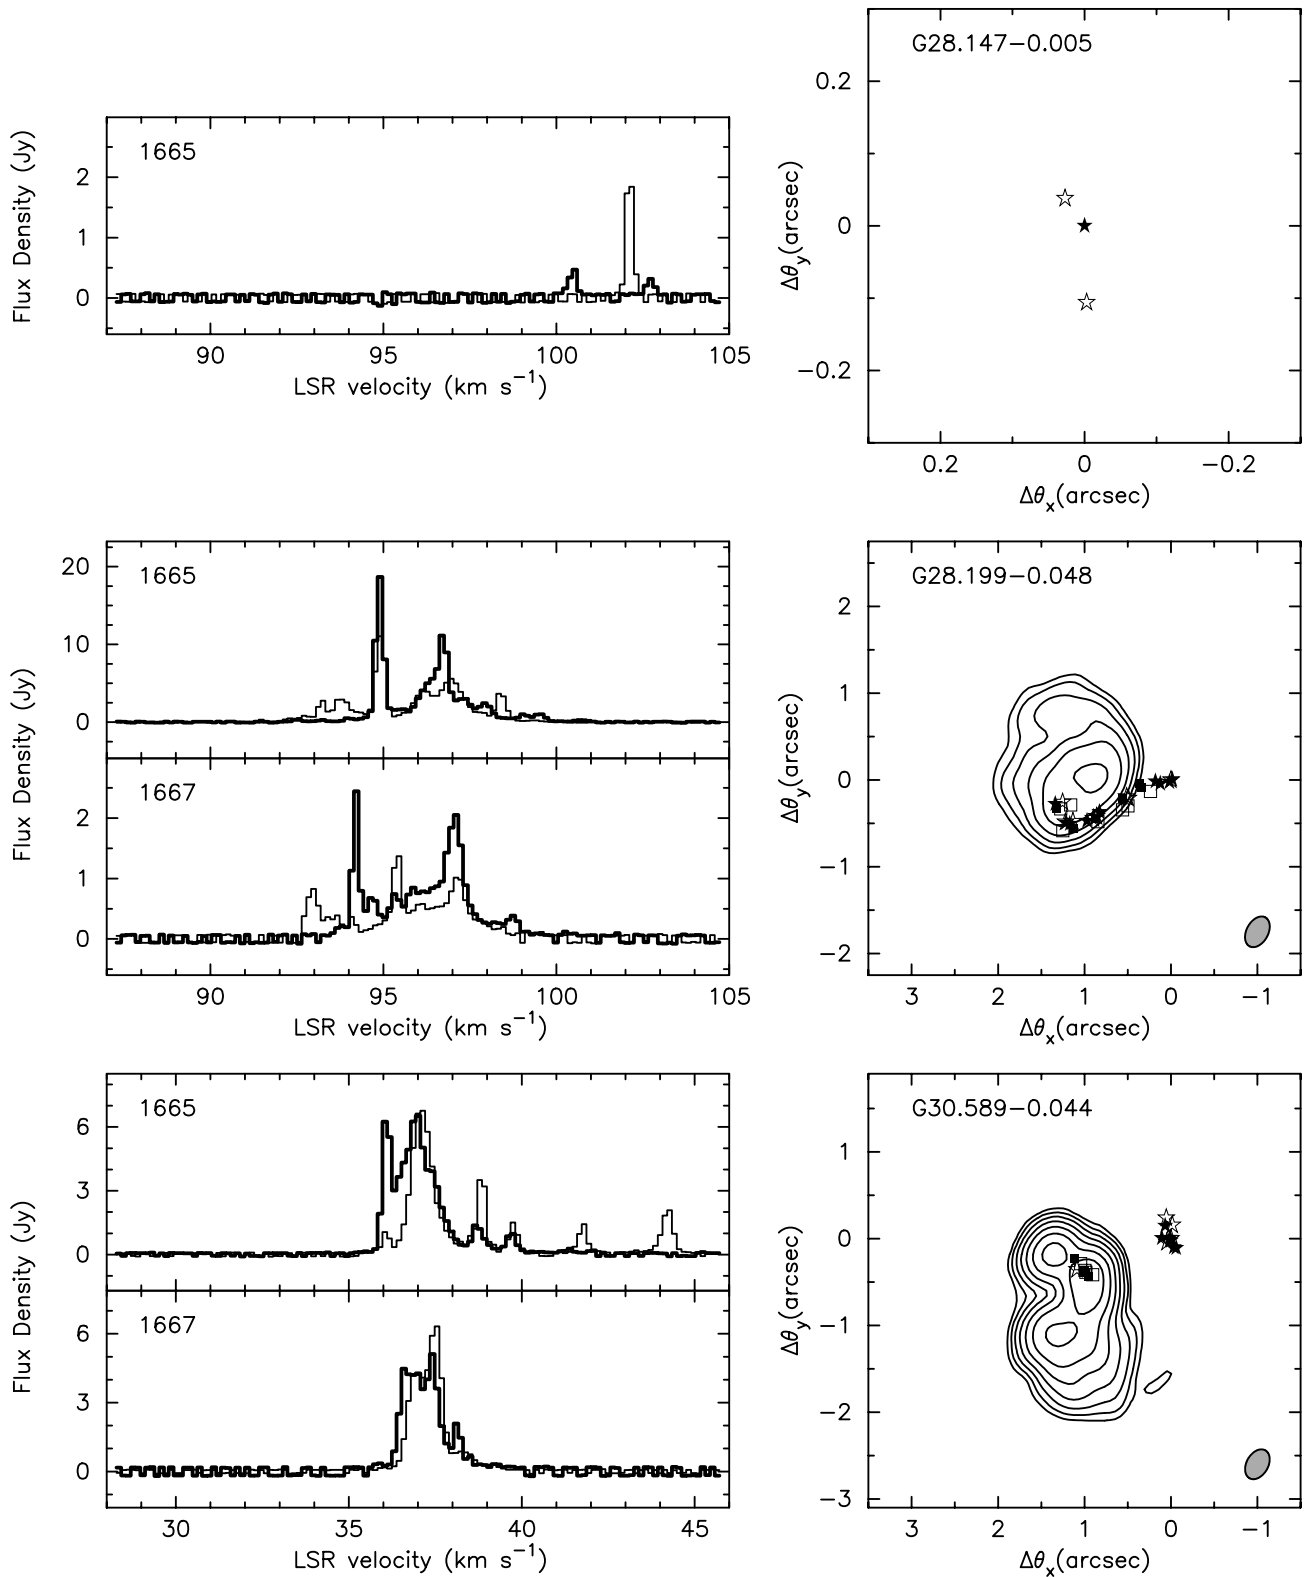 1665
Flux Density (Jy)
2
1
0
90 95 100 105
LSR velocity (km s−1)
G28.147−0.005
Δθy(arcsec)
0.2
0
−0.2
0.2 0 −0.2
Δθx(arcsec)
1665
Flux Density (Jy)
20
10
0
1667
2
1
0
90 95 100 105
LSR velocity (km s−1)
G28.199−0.048
Δθy(arcsec)
2
1
0
−1
−2
3 2 1 0 −1
Δθx(arcsec)
1665
Flux Density (Jy)
6
3
0
1667
6
3
0
30 35 40 45
LSR velocity (km s−1)
G30.589−0.044
Δθy(arcsec)
1
0
−1
−2
−3
3 2 1 0 −1
Δθx(arcsec)